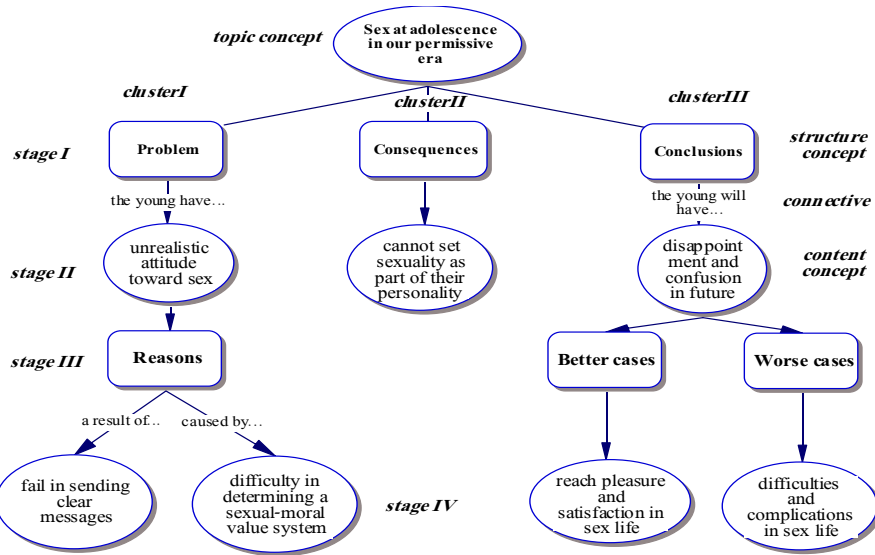 topic concept
Sex at adolescence
in our permissive
era
clusterI
clusterII
clusterIII
stage I
Problem
Consequences
Conclusions
structure
concept
the young have...
the young will
have...
connective
stage II
unrealistic
attitude
toward sex
cannot set
sexuality as
part of their
personality
disappoint
ment and
confusion
in future
content
concept
stage III
Reasons
Better cases
Worse cases
a result of...
caused by...
fail in sending
clear
messages
difficulty in
determining a
sexual-moral
value system
stage IV
reach pleasure
and
satisfaction in
sex life
difficulties
and
complications
in sex life